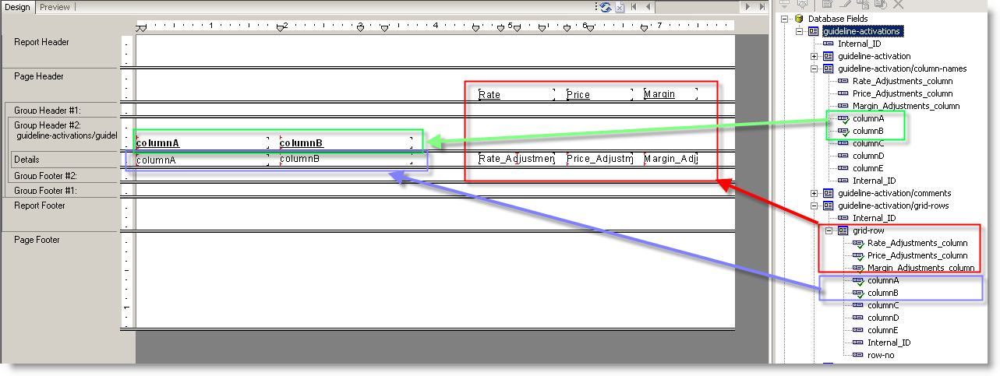 Design Preview
1 2 3 4 5 6 7
Report Header
Page Header
Rate Price Margin
Group Header #1:
Group Header #2:
guideline-activations/guidel
columnA columnB
Details
columnA columnB Rate_Adjustmen Price_Adjustm Margin_Adj
Group Footer #2:
Group Footer #1:
Report Footer
Page Footer
1
Database Fields
guideline-activations
Internal_ID
guideline-activation
guideline-activation/column-names
Rate_Adjustments_column
Price_Adjustments_column
Margin_Adjustments_column
columnA
columnB
columnC
columnD
columnE
Internal_ID
guideline-activation/comments
guideline-activation/grid-rows
Internal_ID
grid-row
Rate_Adjustments_column
Price_Adjustments_column
Margin_Adjustments_column
columnA
columnB
columnC
columnD
columnE
Internal_ID
row-no